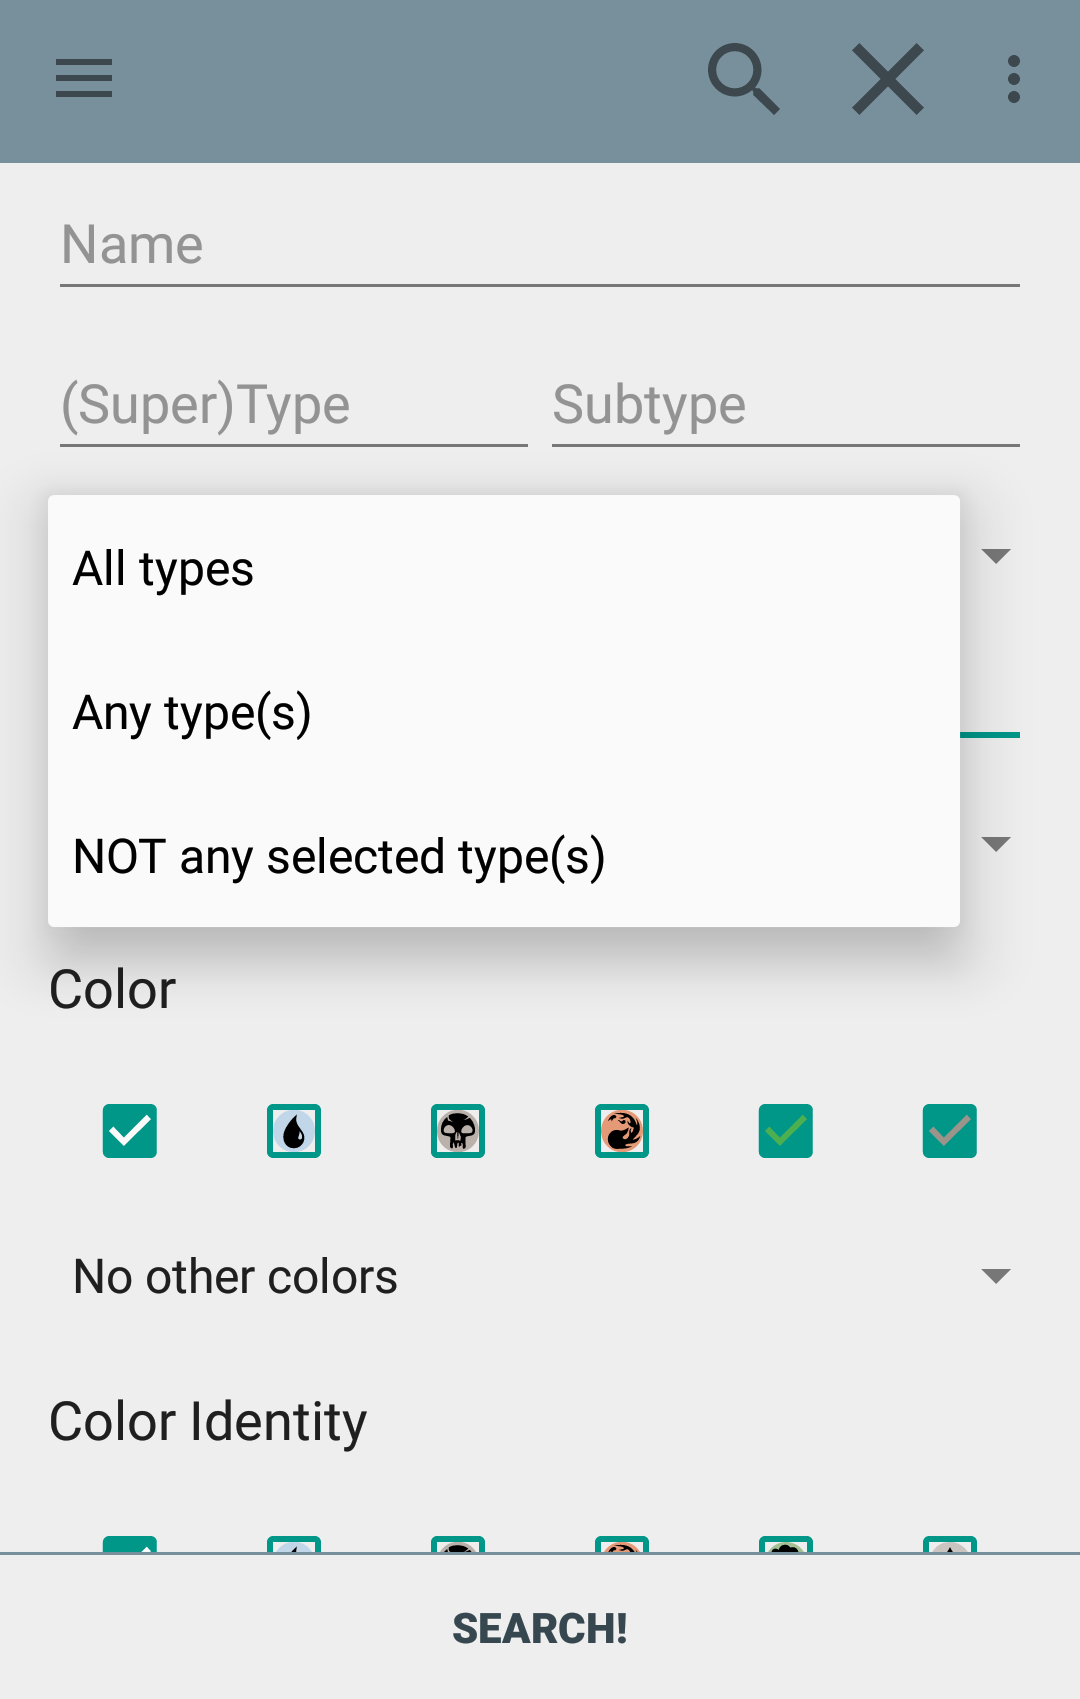 Name
(Super)Type Subtype
All types
Any type(s)
NOT any selected type(s)
Color
No other colors
Color Identity
SEARCH!